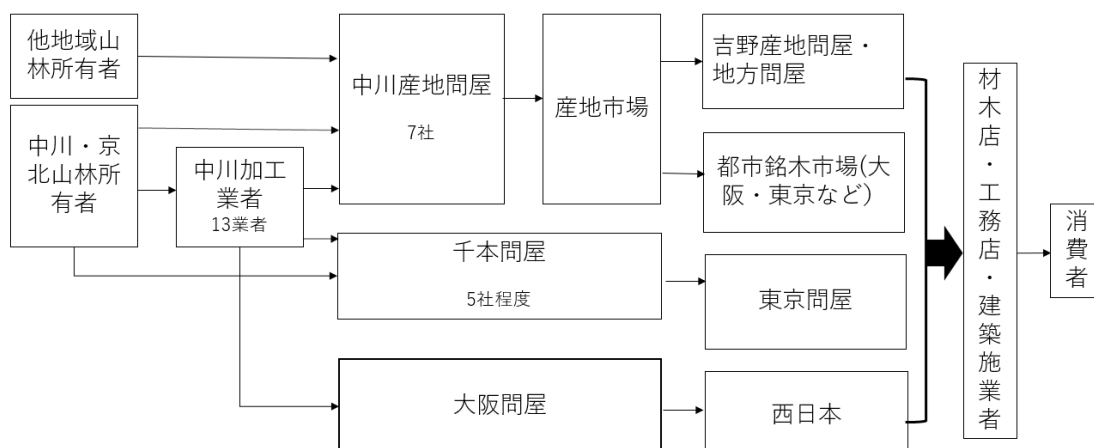 他地域山
林所有者
中川・京
北山林所
有者
中川加工
業者
13業者
中川産地問屋
7社
産地市場
吉野産地問屋・
地方問屋
都市銘木市場(大
阪・東京など)
千本問屋
5社程度
東京問屋
大阪問屋
西日本
材木店・工務店・建築施業者
消費者